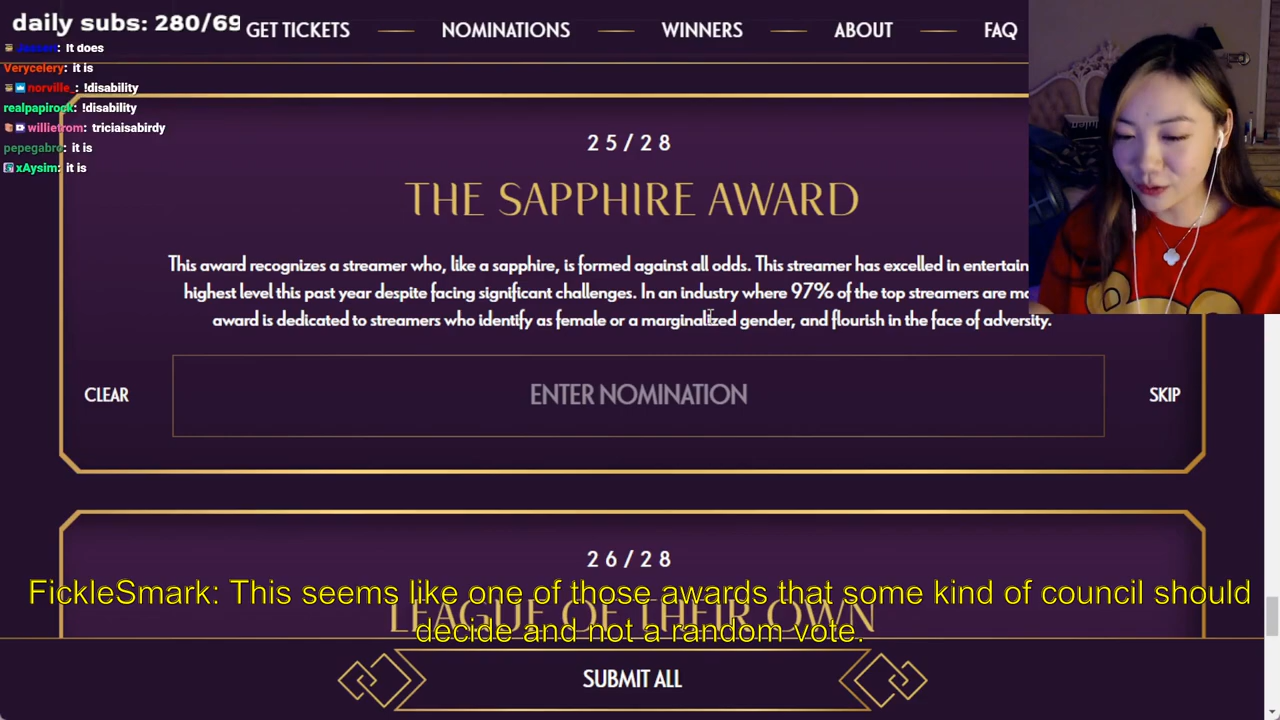 daily subs: 280/69
GET TICKETS
NOMINATIONS
WINNERS
ABOUT
FAQ
: It does
Verycelery: it is
norville_: !disability
realpapirock: !disability
willietrom: triciaisabirdy
pepegabro: it is
xAysim: it is
25/28
THE SAPPHIRE AWARD
This award recognizes a streamer who, like a sapphire, is formed against all odds. This streamer has excelled in entertain
highest level this past year despite facing significant challenges. In an industry where 97% of the top streamers are
award is dedicated to streamers who identify as female or a marginalized gender, and flourish in the face of adversity.
CLEAR
ENTER NOMINATION
SKIP
26/28
LEAGUE OF THEIR OWN
FickleSmark: This seems like one of those awards that some kind of council should
decide and not a random vote.
SUBMIT ALL